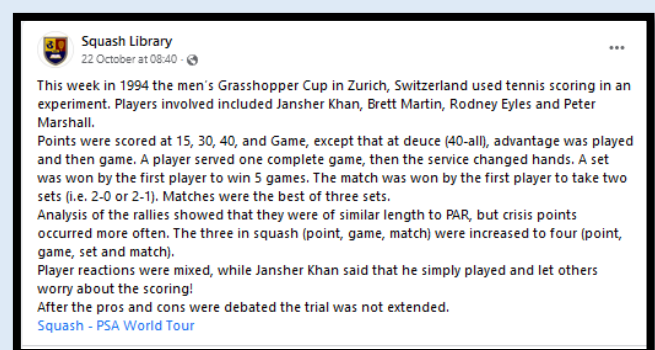 Squash Library
22 October at 08:40 ·
This week in 1994 the men's Grasshopper Cup in Zurich, Switzerland used tennis scoring in an
experiment. Players involved included Jansher Khan, Brett Martin, Rodney Eyles and Peter
Marshall.
Points were scored at 15, 30, 40, and Game, except that at deuce (40-all), advantage was played
and then game. A player served one complete game, then the service changed hands. A set
was won by the first player to win 5 games. The match was won by the first player to take two
sets (i.e. 2-0 or 2-1). Matches were the best of three sets.
Analysis of the rallies showed that they were of similar length to PAR, but crisis points
occurred more often. The three in squash (point, game, match) were increased to four (point,
game, set and match).
Player reactions were mixed, while Jansher Khan said that he simply played and let others
worry about the scoring!
After the pros and cons were debated the trial was not extended.
Squash - PSA World Tour